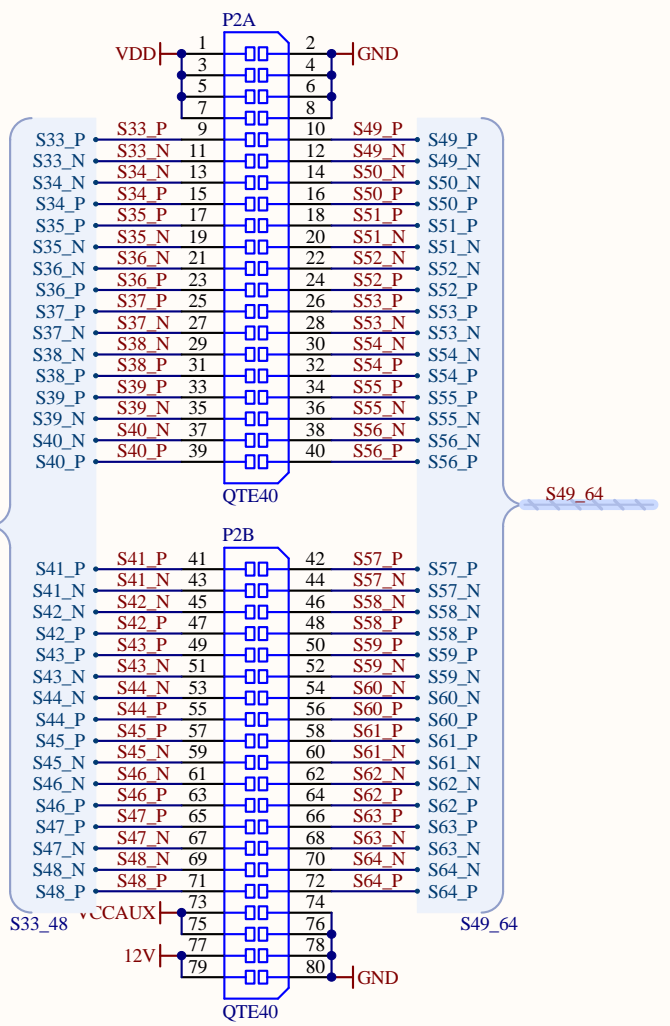 P2A
VDD 1 2 GND
3 4
5 6
7 8
S33_P S33_P 9 10 S49_P S49_P
S33_N S33_N 11 12 S49_N S49_N
S34_N S34_N 13 14 S50_N S50_N
S34_P S34_P 15 16 S50_P S50_P
S35_P S35_P 17 18 S51_P S51_P
S35_N S35_N 19 20 S51_N S51_N
S36_N S36_N 21 22 S52_N S52_N
S36_P S36_P 23 24 S52_P S52_P
S37_P S37_P 25 26 S53_P S53_P
S37_N S37_N 27 28 S53_N S53_N
S38_N S38_N 29 30 S54_N S54_N
S38_P S38_P 31 32 S54_P S54_P
S39_P S39_P 33 34 S55_P S55_P
S39_N S39_N 35 36 S55_N S55_N
S40_N S40_N 37 38 S56_N S56_N
S40_P S40_P 39 40 S56_P S56_P
QTE40
S49_64
P2B
S41_P S41_P 41 42 S57_P S57_P
S41_N S41_N 43 44 S57_N S57_N
S42_N S42_N 45 46 S58_N S58_N
S42_P S42_P 47 48 S58_P S58_P
S43_P S43_P 49 50 S59_P S59_P
S43_N S43_N 51 52 S59_N S59_N
S44_N S44_N 53 54 S60_N S60_N
S44_P S44_P 55 56 S60_P S60_P
S45_P S45_P 57 58 S61_P S61_P
S45_N S45_N 59 60 S61_N S61_N
S46_N S46_N 61 62 S62_N S62_N
S46_P S46_P 63 64 S62_P S62_P
S47_P S47_P 65 66 S63_P S63_P
S47_N S47_N 67 68 S63_N S63_N
S48_N S48_N 69 70 S64_N S64_N
S48_P S48_P 71 72 S64_P S64_P
S33_48 VCCAUX 73 74 S49_64
75 76
12V 77 78
79 80 GND
QTE40